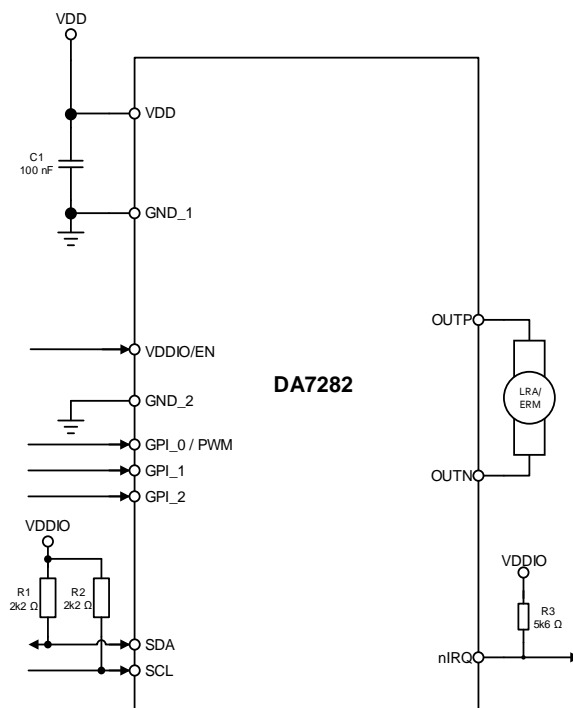 VDD
VDD
C1
100 nF
GND_1
OUTP
VDDIO/EN
DA7282
LRA/
ERM
GND_2
GPI_0 / PWM
GPI_1
OUTN
GPI_2
VDDIO
VDDIO
R1
2k2 Ω
R2
2k2 Ω
R3
5k6 Ω
SDA
nIRQ
SCL